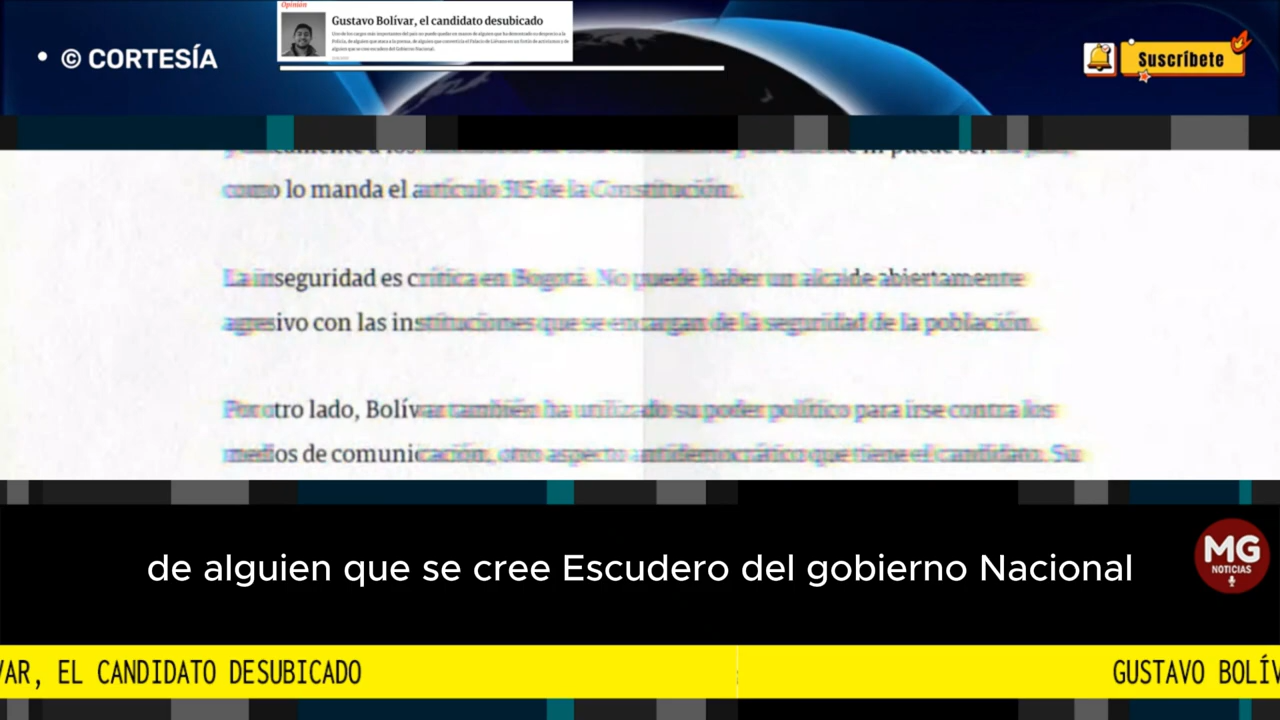 Opinión
Gustavo Bolívar, el candidato desubicado
• © CORTESÍA
Suscríbete
como lo manda el artículo 315 de la Constitución.
La inseguridad es crítica en Bogotá. No puede haber un alcalde abiertamente
agresivo con las instituciones que se encargan de la seguridad de la población.
Por otro lado, Bolívar también ha utilizado su poder político para irse contra los
medios de comunicación, otro aspecto antidemocrático que tiene el candidato. Su
de alguien que se cree Escudero del gobierno Nacional
MG
NOTICIAS
VAR, EL CANDIDATO DESUBICADO
GUSTAVO BOLÍV